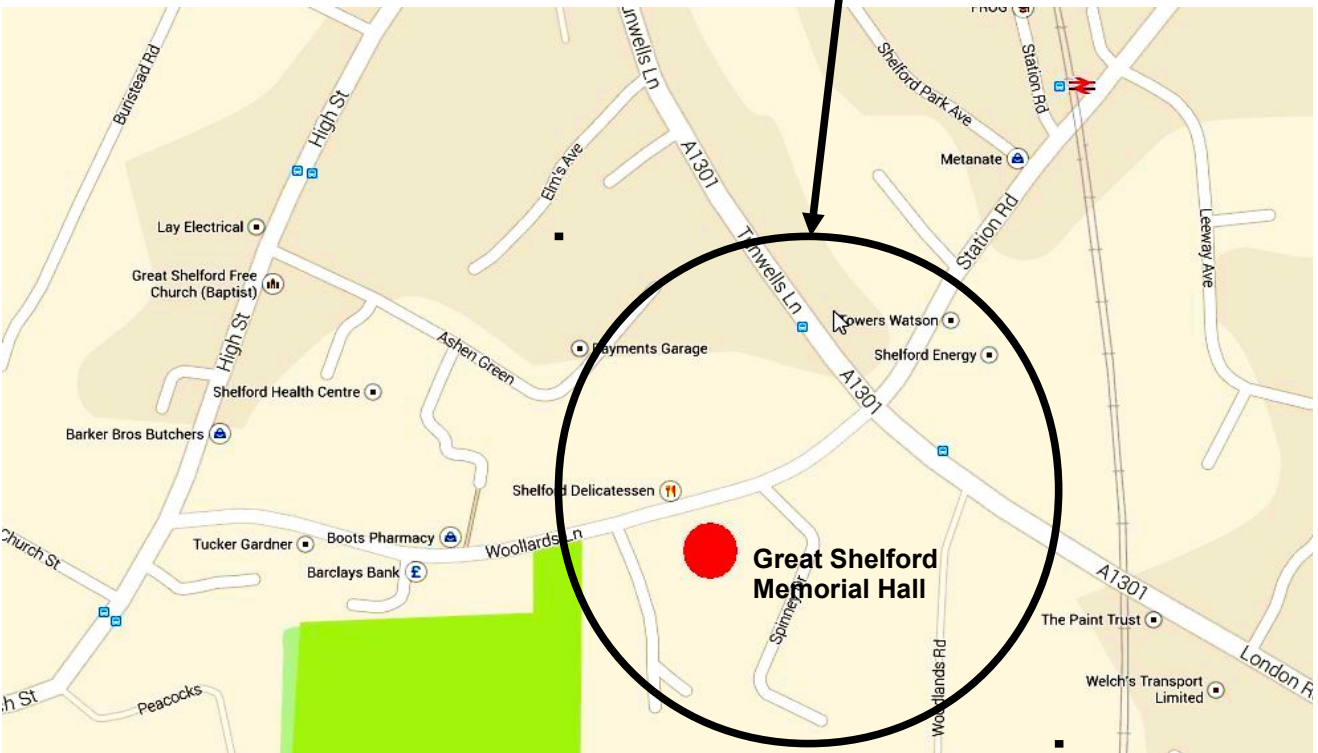 Bunstead Rd
High St
Tunwells Ln
A1301
Elm's Ave
Shelford Park Ave
Station Rd
Metanate
Station Rd
Leeway Ave
Lay Electrical
Great Shelford Free
Church (Baptist)
High St
Ashen Green
Shelford Health Centre
Barker Bros Butchers
Tunwells Ln
Towers Watson
Shelford Energy
Payments Garage
A1301
Shelford Delicatessen
Woollards Ln
Boots Pharmacy
Tucker Gardner
Barclays Bank
£
Church St
Great Shelford
Memorial Hall
Spinney Dr
Woodlands Rd
A1301
The Paint Trust
London R
Welch's Transport
Limited
Peacocks
h St